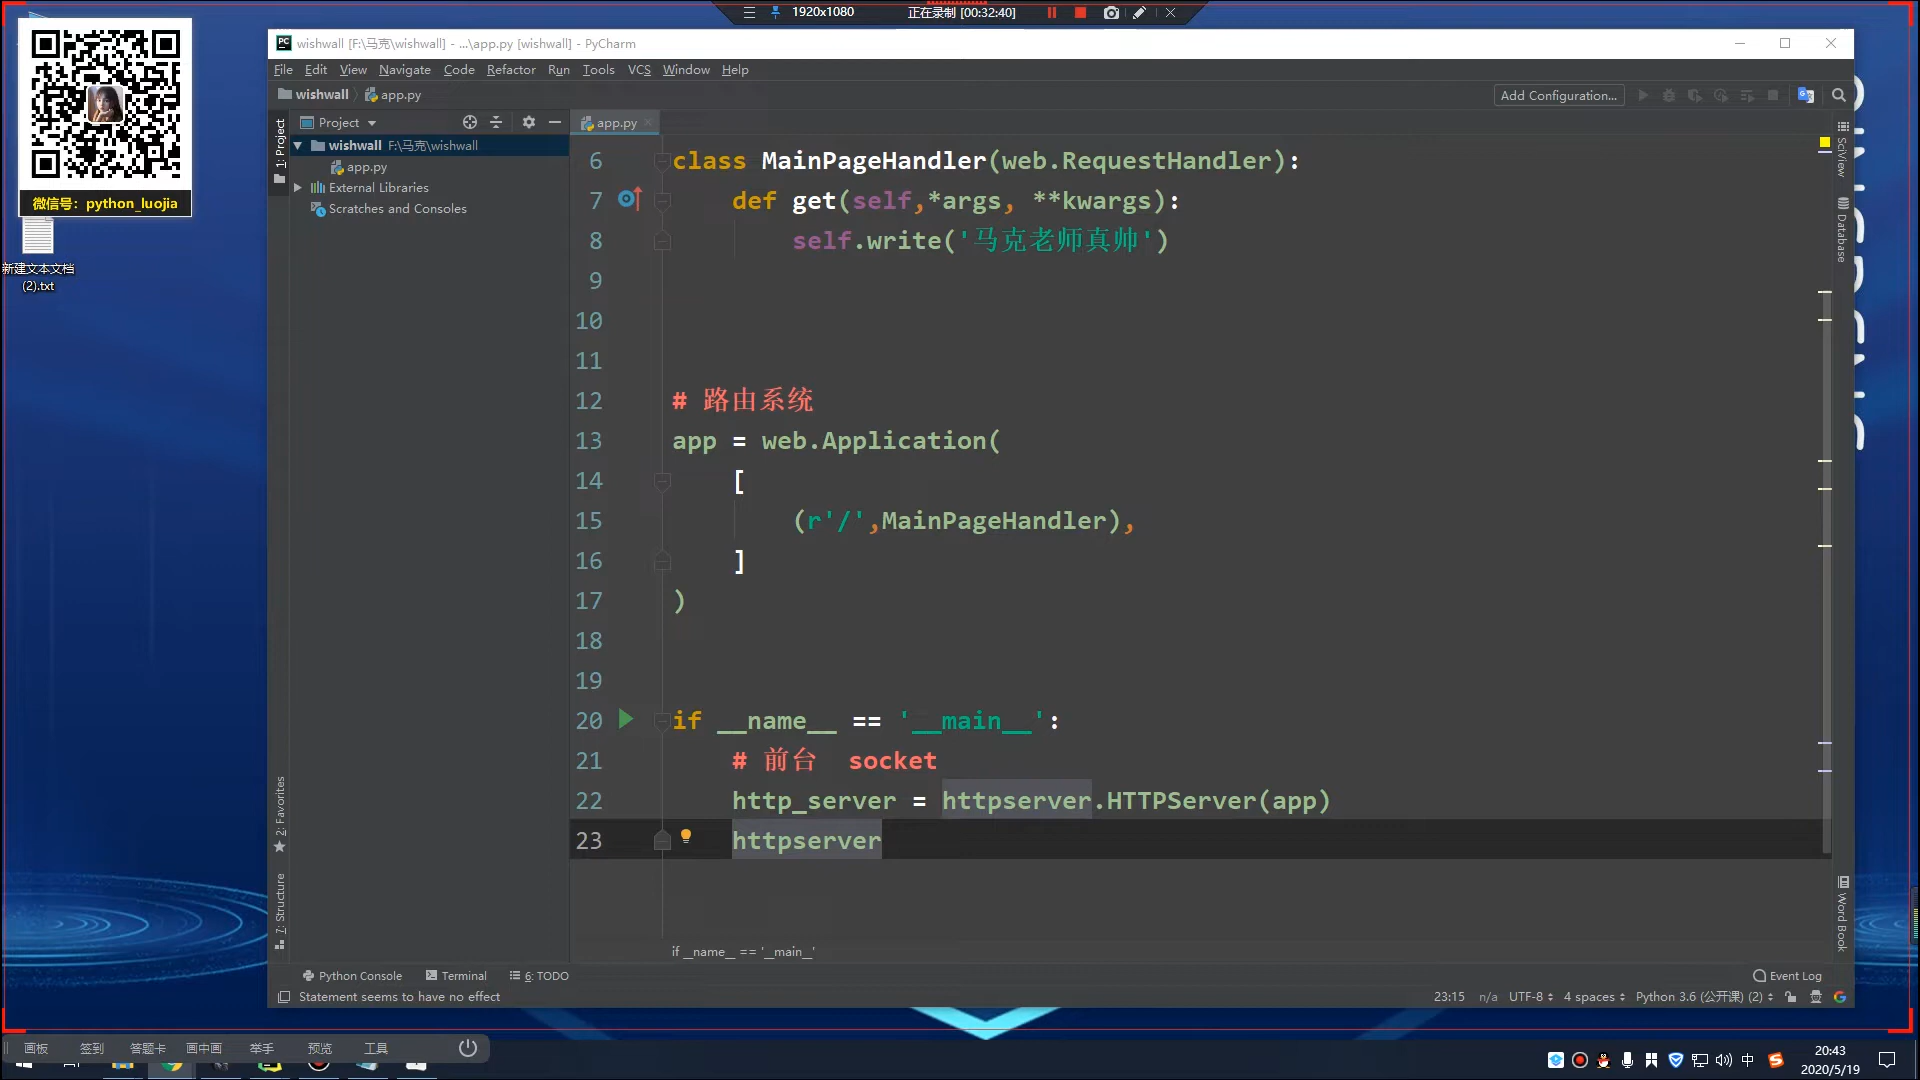 1920x1080
正在录制 [00:32:40]
微信号：python_luojia
新建文本文档
(2).txt
wishwall [F:\马克\wishwall] - ...\app.py [wishwall] - PyCharm
File Edit View Navigate Code Refactor Run Tools VCS Window Help
wishwall app.py
Add Configuration...
Project
app.py
1: Project
wishwall F:\马克\wishwall
app.py
External Libraries
Scratches and Consoles
2: Favorites
7: Structure
6 class MainPageHandler(web.RequestHandler):
7 def get(self,*args, **kwargs):
8 self.write('马克老师真帅')
9
10
11
12 # 路由系统
13 app = web.Application(
14 [
15 (r'/',MainPageHandler),
16 ]
17 )
18
19
20 if __name__ == '__main__':
21 # 前台 socket
22 http_server = httpserver.HTTPServer(app)
23 httpserver
if __name__ == '__main__'
SciView
Database
Word Book
Python Console
Terminal
6: TODO
Event Log
Statement seems to have no effect
23:15 n/a UTF-8 4 spaces Python 3.6 (公开课) (2)
画板 签到 答题卡 画中画 举手 预览 工具
中
20:43
2020/5/19